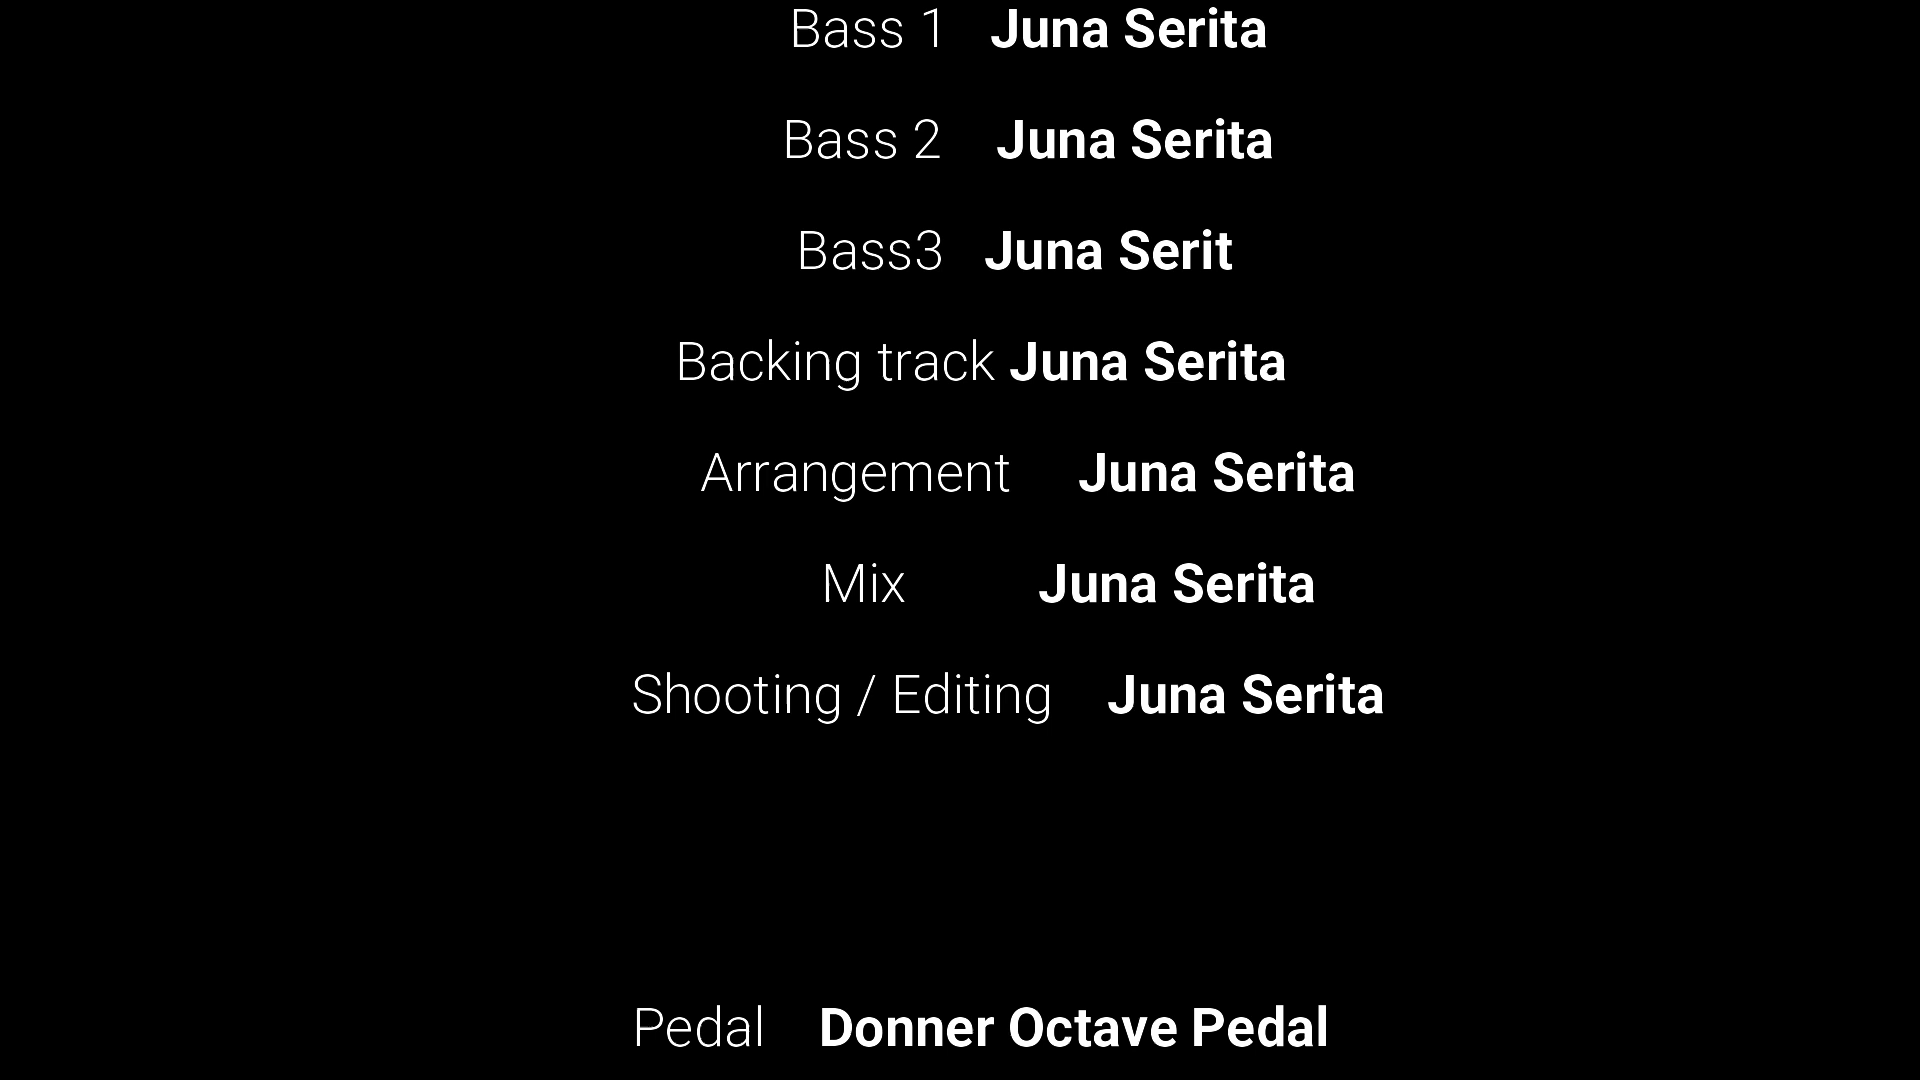 Bass 1 Juna Serita
Bass 2 Juna Serita
Bass3 Juna Serit
Backing track Juna Serita
Arrangement Juna Serita
Mix Juna Serita
Shooting / Editing Juna Serita
Pedal Donner Octave Pedal